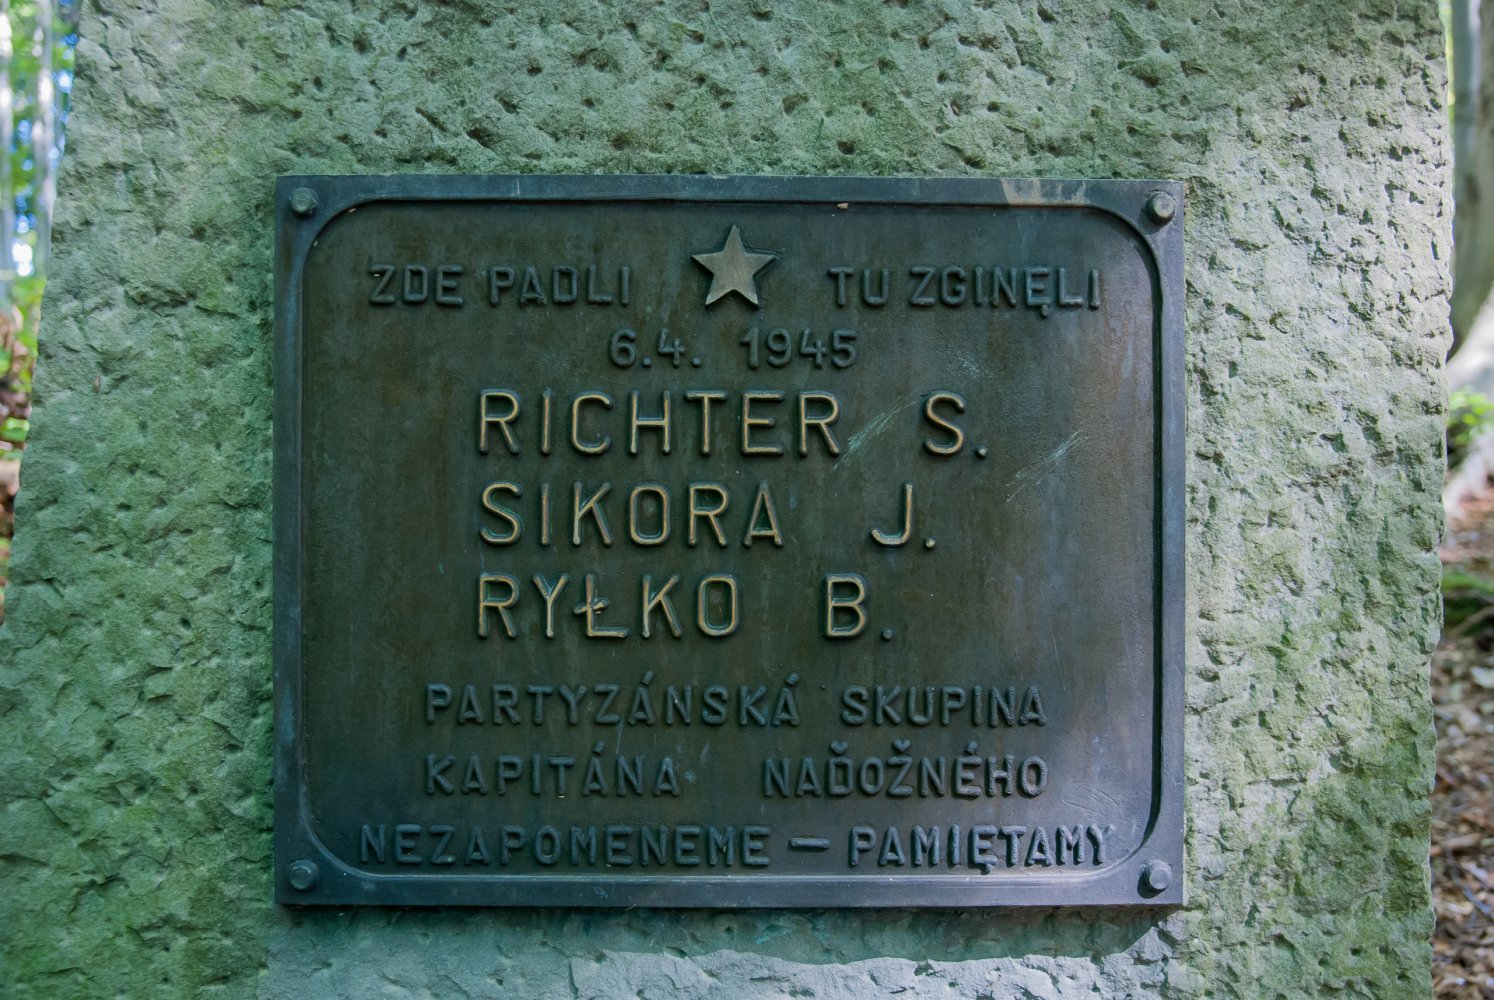 ZDE PADLI TU ZGINĘLI
6.4. 1945
RICHTER S.
SIKORA J.
RYŁKO B.
PARTYZÁNSKÁ SKUPINA
KAPITÁNA NAĎOŽNÉHO
NEZAPOMENEME – PAMIĘTAMY